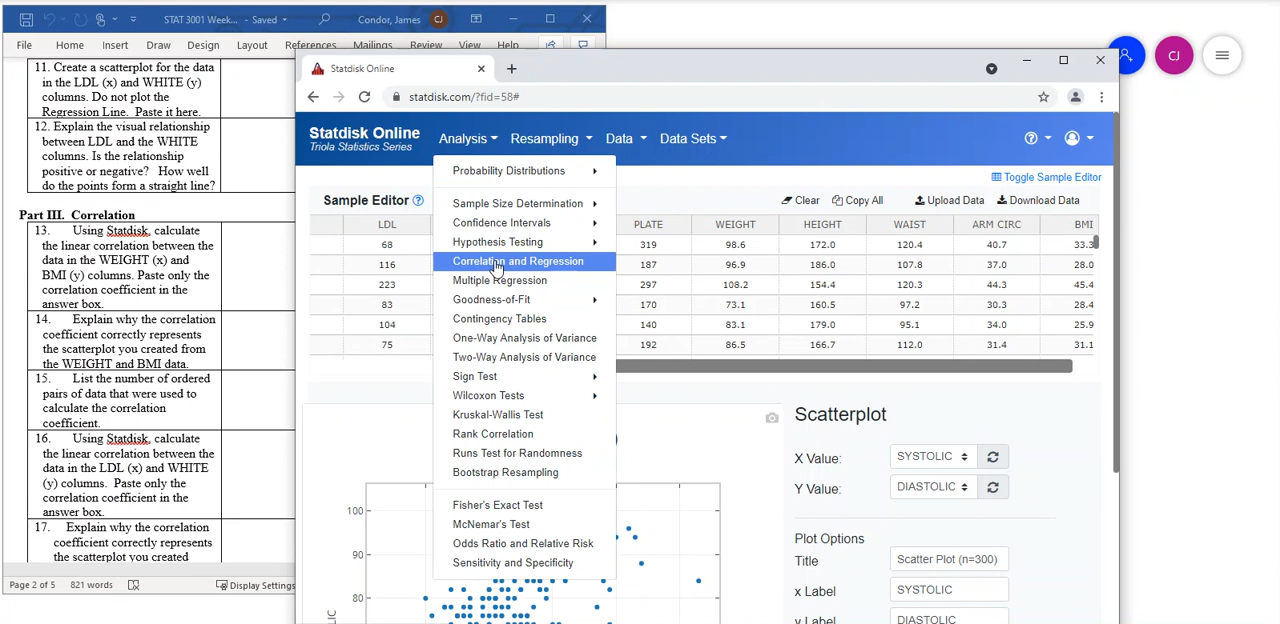 STAT 3001 Week... - Saved
Condor, James
CJ
File Home Insert Draw Design Layout References Mailings Review View Help
11. Create a scatterplot for the data
in the LDL (x) and WHITE (y)
columns. Do not plot the
Regression Line. Paste it here.
12. Explain the visual relationship
between LDL and the WHITE
columns. Is the relationship
positive or negative? How well
do the points form a straight line?
Part III. Correlation
13. Using Statdisk, calculate
the linear correlation between the
data in the WEIGHT (x) and
BMI (y) columns. Paste only the
correlation coefficient in the
answer box.
14. Explain why the correlation
coefficient correctly represents
the scatterplot you created from
the WEIGHT and BMI data.
15. List the number of ordered
pairs of data that were used to
calculate the correlation
coefficient.
16. Using Statdisk, calculate
the linear correlation between the
data in the LDL (x) and WHITE
(y) columns. Paste only the
correlation coefficient in the
answer box.
17. Explain why the correlation
coefficient correctly represents
the scatterplot you created
Page 2 of 5 821 words Display Settings
Statdisk Online
statdisk.com/?fid=58#
CJ
Statdisk Online
Triola Statistics Series
Analysis Resampling Data Data Sets
Toggle Sample Editor
Sample Editor
Clear Copy All Upload Data Download Data
LDL PLATE WEIGHT HEIGHT WAIST ARM CIRC BMI
68 319 98.6 172.0 120.4 40.7 33.3
116 187 96.9 186.0 107.8 37.0 28.0
223 297 108.2 154.4 120.3 44.3 45.4
83 170 73.1 160.5 97.2 30.3 28.4
104 140 83.1 179.0 95.1 34.0 25.9
75 192 86.5 166.7 112.0 31.4 31.1
Probability Distributions
Sample Size Determination
Confidence Intervals
Hypothesis Testing
Correlation and Regression
Multiple Regression
Goodness-of-Fit
Contingency Tables
One-Way Analysis of Variance
Two-Way Analysis of Variance
Sign Test
Wilcoxon Tests
Kruskal-Wallis Test
Rank Correlation
Runs Test for Randomness
Bootstrap Resampling
Fisher's Exact Test
McNemar's Test
Odds Ratio and Relative Risk
Sensitivity and Specificity
100
90
80
Scatterplot
X Value: SYSTOLIC
Y Value: DIASTOLIC
Plot Options
Title Scatter Plot (n=300)
x Label SYSTOLIC
y Label DIASTOLIC